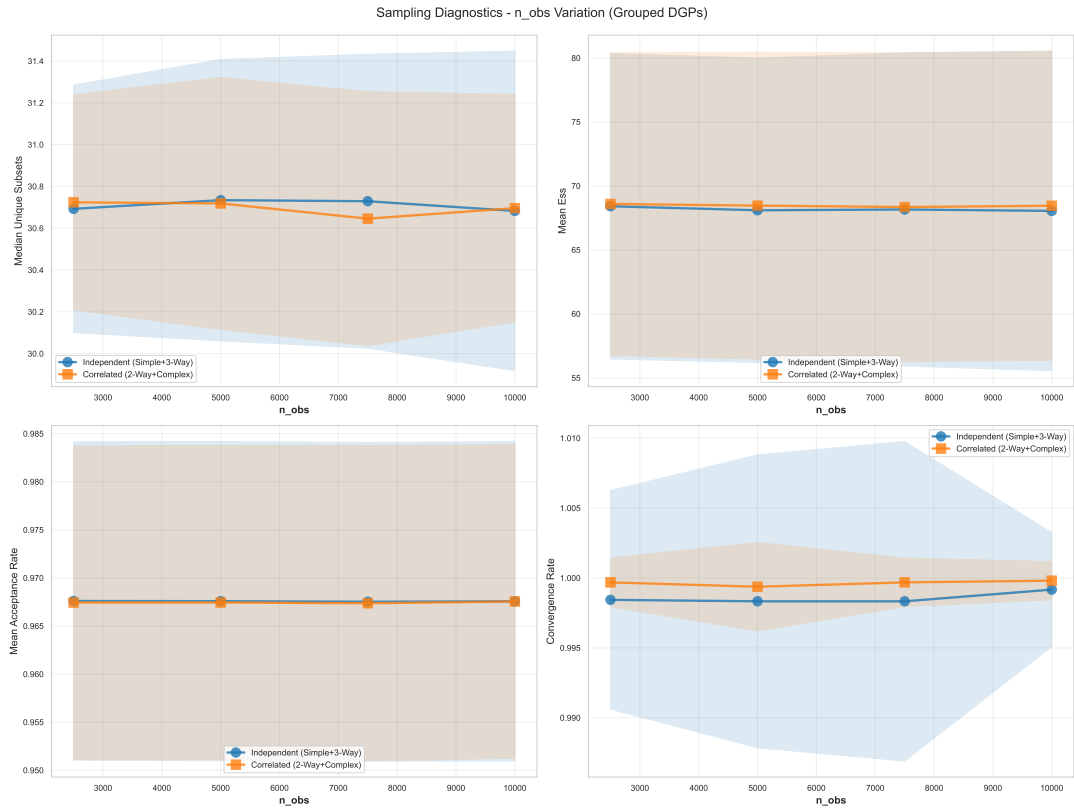 Sampling Diagnostics - n_obs Variation (Grouped DGPs)
31.4
31.2
31.0
30.8
30.6
30.4
30.2
30.0
Median Unique Subsets
Independent (Simple+3-Way)
Correlated (2-Way+Complex)
3000 4000 5000 6000 7000 8000 9000 10000
n_obs
80
75
70
65
60
55
Mean Ess
Independent (Simple+3-Way)
Correlated (2-Way+Complex)
3000 4000 5000 6000 7000 8000 9000 10000
n_obs
0.985
0.980
0.975
0.970
0.965
0.960
0.955
0.950
Mean Acceptance Rate
Independent (Simple+3-Way)
Correlated (2-Way+Complex)
3000 4000 5000 6000 7000 8000 9000 10000
n_obs
1.010
1.005
1.000
0.995
0.990
Convergence Rate
Independent (Simple+3-Way)
Correlated (2-Way+Complex)
3000 4000 5000 6000 7000 8000 9000 10000
n_obs